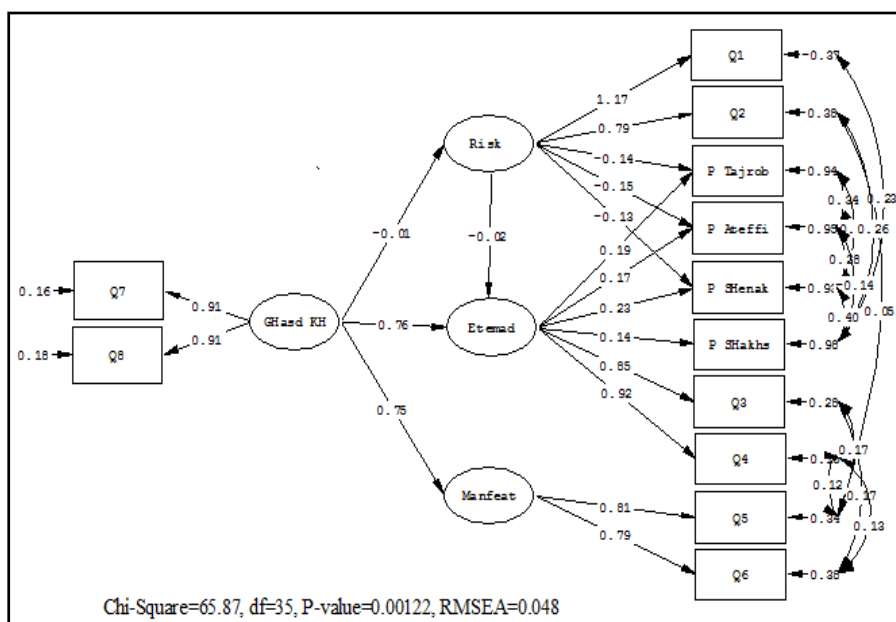 Q1
-0.37
1.17
Q2
0.38
0.79
Risk
-0.14
P Tajrob
0.94
-0.15
0.34
0.23
-0.13
P Ateffi
0.95
0.26
-0.01
-0.02
0.19
0.28
0.17
P SHenak
-0.14
0.16
Q7
0.91
GHasd KH
0.76
Etemad
0.23
0.40
0.05
0.18
Q8
0.91
0.14
P SHakhs
0.98
0.85
Q3
0.28
0.75
0.92
0.17
Q4
0.12
Manfeat
0.81
Q5
0.34
0.13
0.79
Q6
0.38
Chi-Square=65.87, df=35, P-value=0.00122, RMSEA=0.048